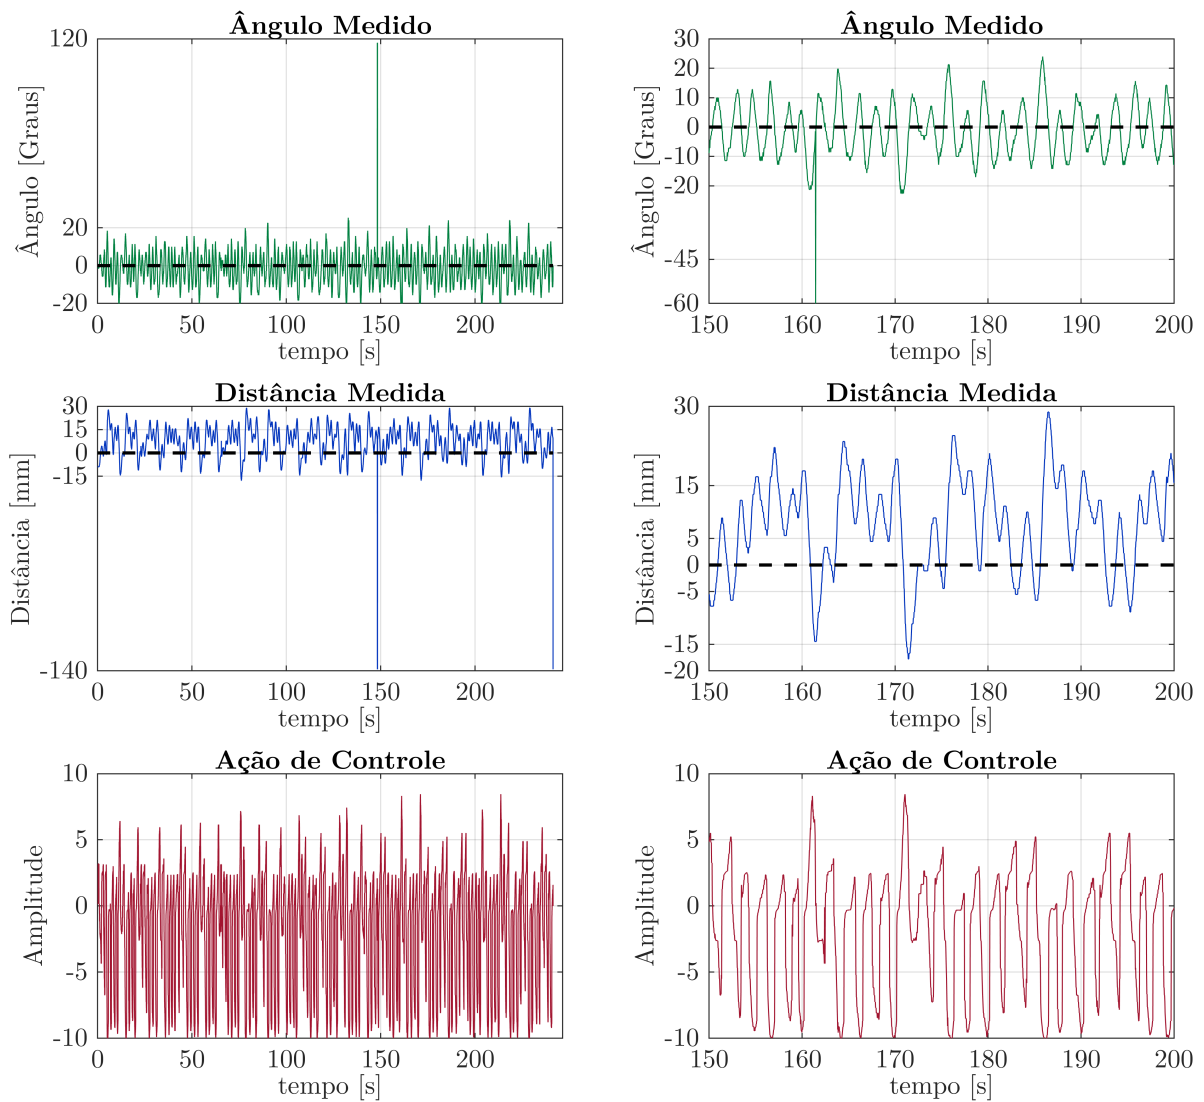 Ângulo Medido
120
20
0
-20
Ângulo [Graus]
0 50 100 150 200
tempo [s]
Ângulo Medido
30
20
10
0
-10
-20
-45
-60
Ângulo [Graus]
150 160 170 180 190 200
tempo [s]
Distância Medida
30
15
0
-15
-140
Distância [mm]
0 50 100 150 200
tempo [s]
Distância Medida
30
15
5
0
-5
-15
-20
Distância [mm]
150 160 170 180 190 200
tempo [s]
Ação de Controle
10
5
0
-5
-10
Amplitude
0 50 100 150 200
tempo [s]
Ação de Controle
10
5
0
-5
-10
Amplitude
150 160 170 180 190 200
tempo [s]